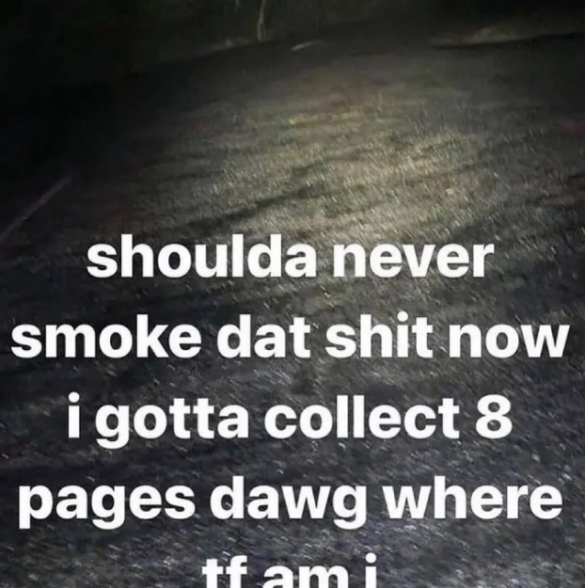 shoulda never
smoke dat shit now
i gotta collect 8
pages dawg where
tf am i